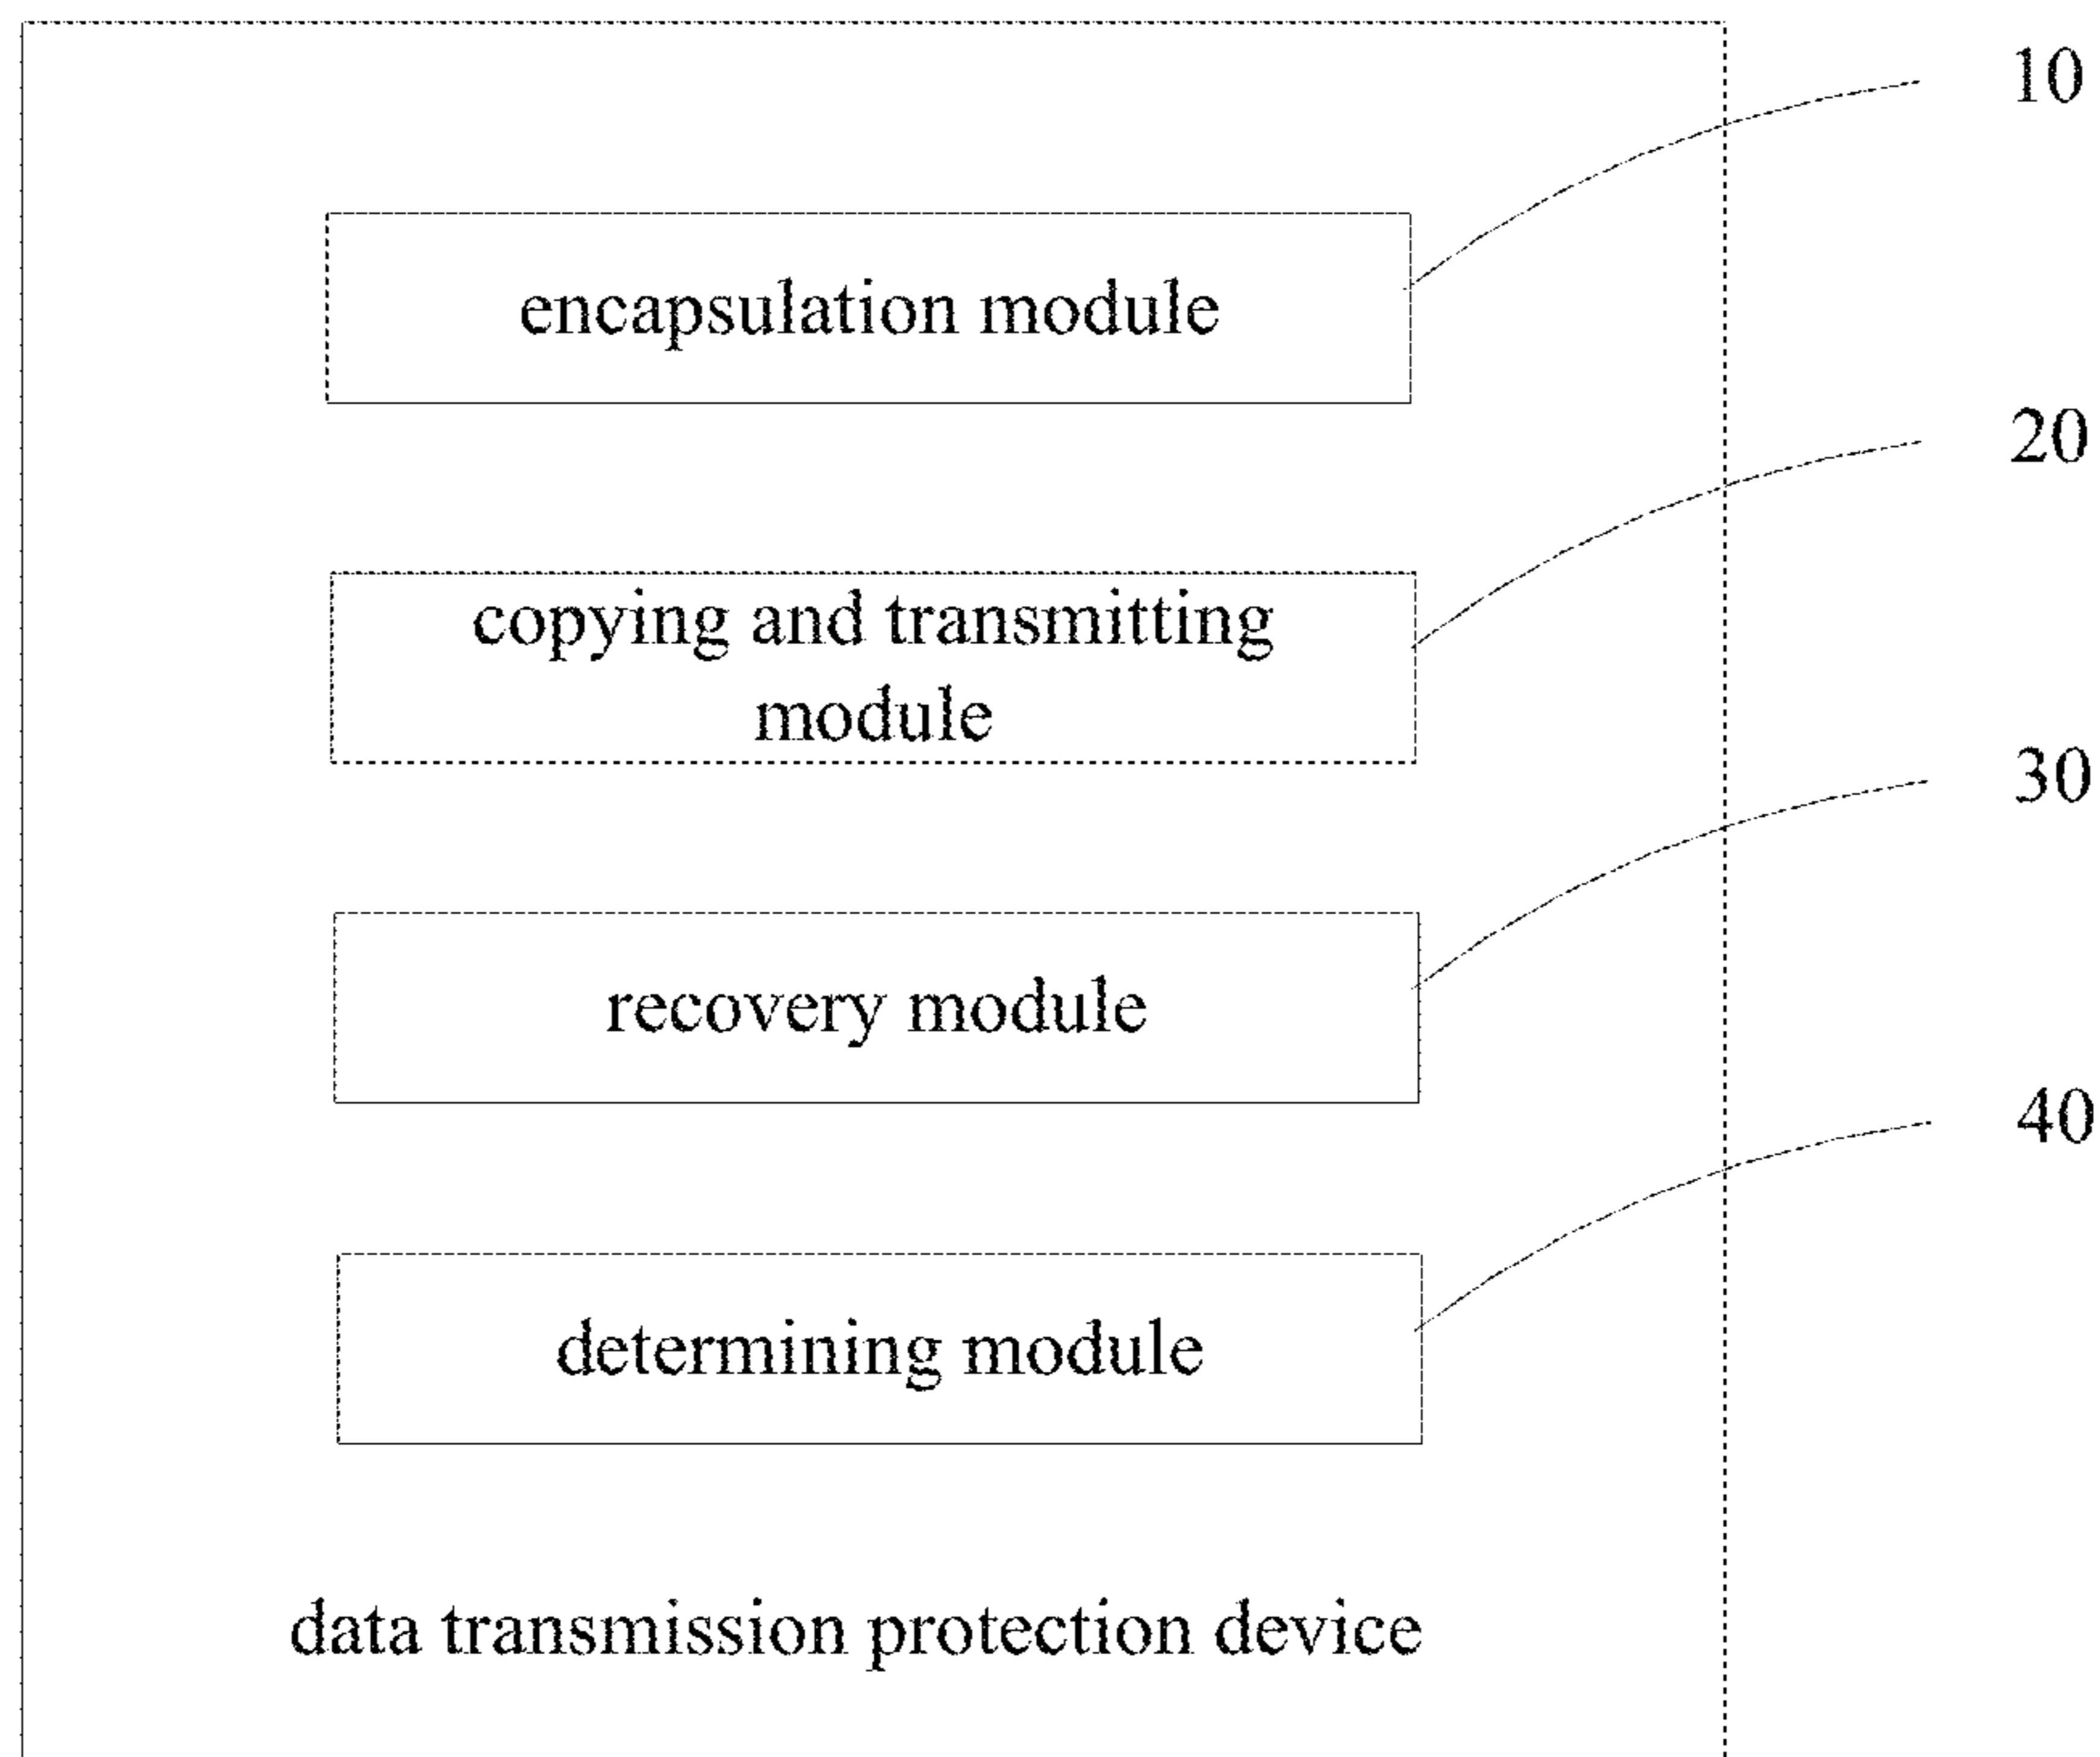 10
encapsulation module
20
copying and transmitting
module
30
recovery module
40
determining module
data transmission protection device